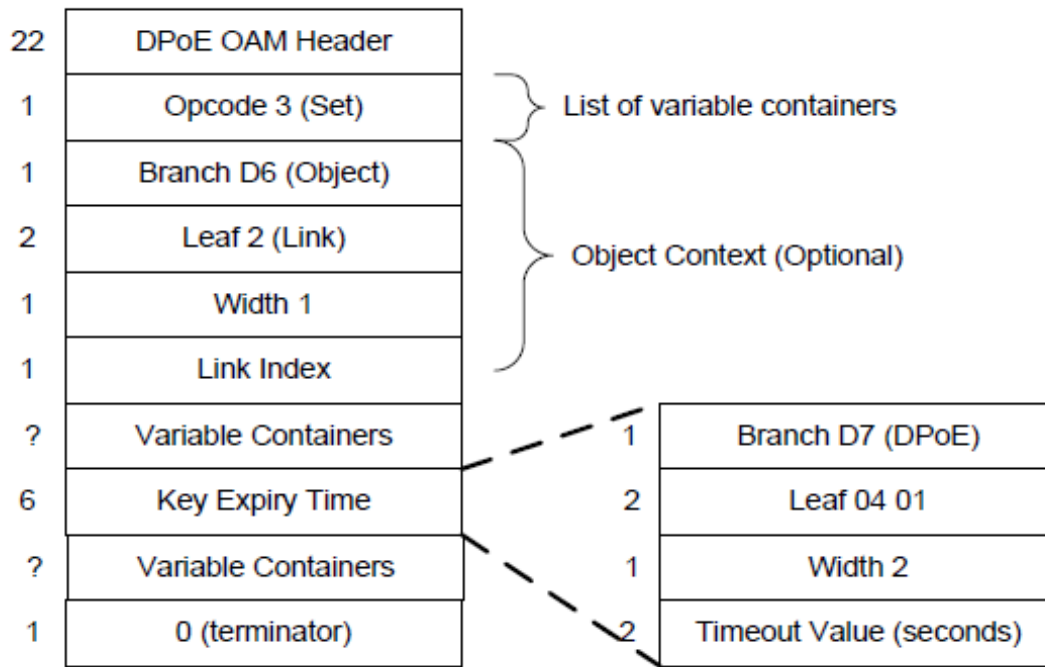 22 DPoE OAM Header
1 Opcode 3 (Set) List of variable containers
1 Branch D6 (Object)
2 Leaf 2 (Link)
Object Context (Optional)
1 Width 1
1 Link Index
? Variable Containers 1 Branch D7 (DPoE)
6 Key Expiry Time 2 Leaf 04 01
? Variable Containers 1 Width 2
1 0 (terminator) 2 Timeout Value (seconds)